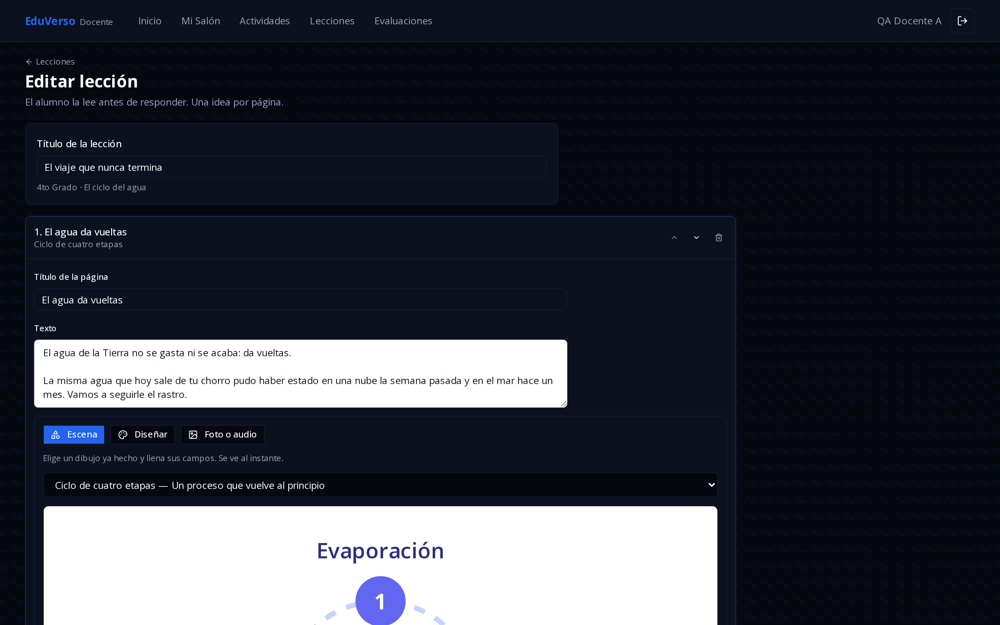 EduVerso Docente Inicio Mi Salón Actividades Lecciones Evaluaciones QA Docente A
Lecciones
Editar lección
El alumno la lee antes de responder. Una idea por página.
Título de la lección
El viaje que nunca termina
4to Grado · El ciclo del agua
1. El agua da vueltas
Ciclo de cuatro etapas
Título de la página
El agua da vueltas
Texto
El agua de la Tierra no se gasta ni se acaba: da vueltas.
La misma agua que hoy sale de tu chorro pudo haber estado en una nube la semana pasada y en el mar hace un
mes. Vamos a seguirle el rastro.
Escena Diseñar Foto o audio
Elige un dibujo ya hecho y llena sus campos. Se ve al instante.
Ciclo de cuatro etapas — Un proceso que vuelve al principio
Evaporación
1